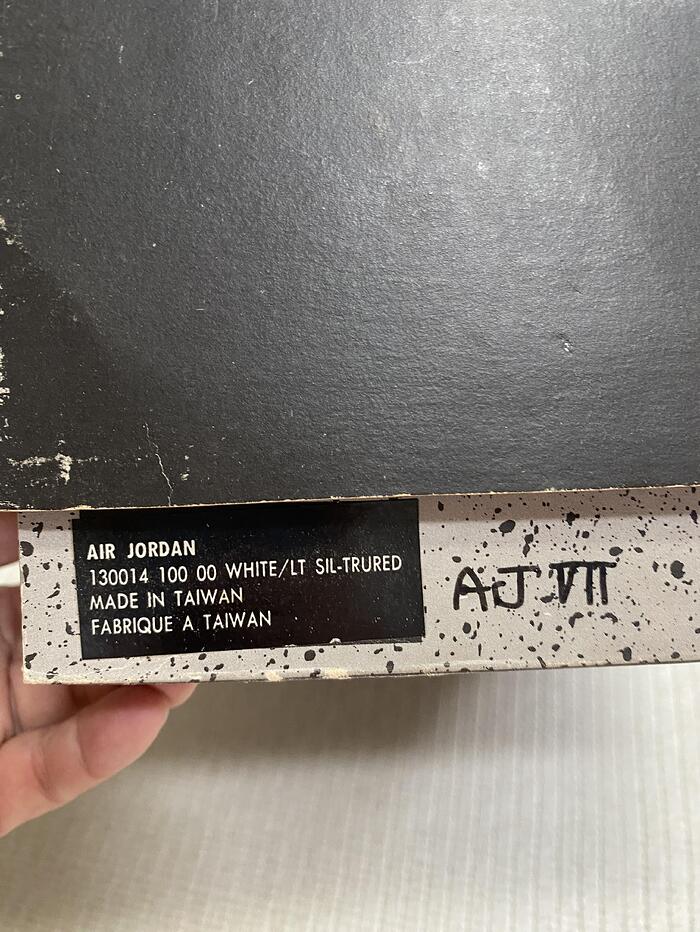 AIR JORDAN
130014 100 00 WHITE/LT SIL-TRURED
MADE IN TAIWAN
FABRIQUE A TAIWAN
AJ VII